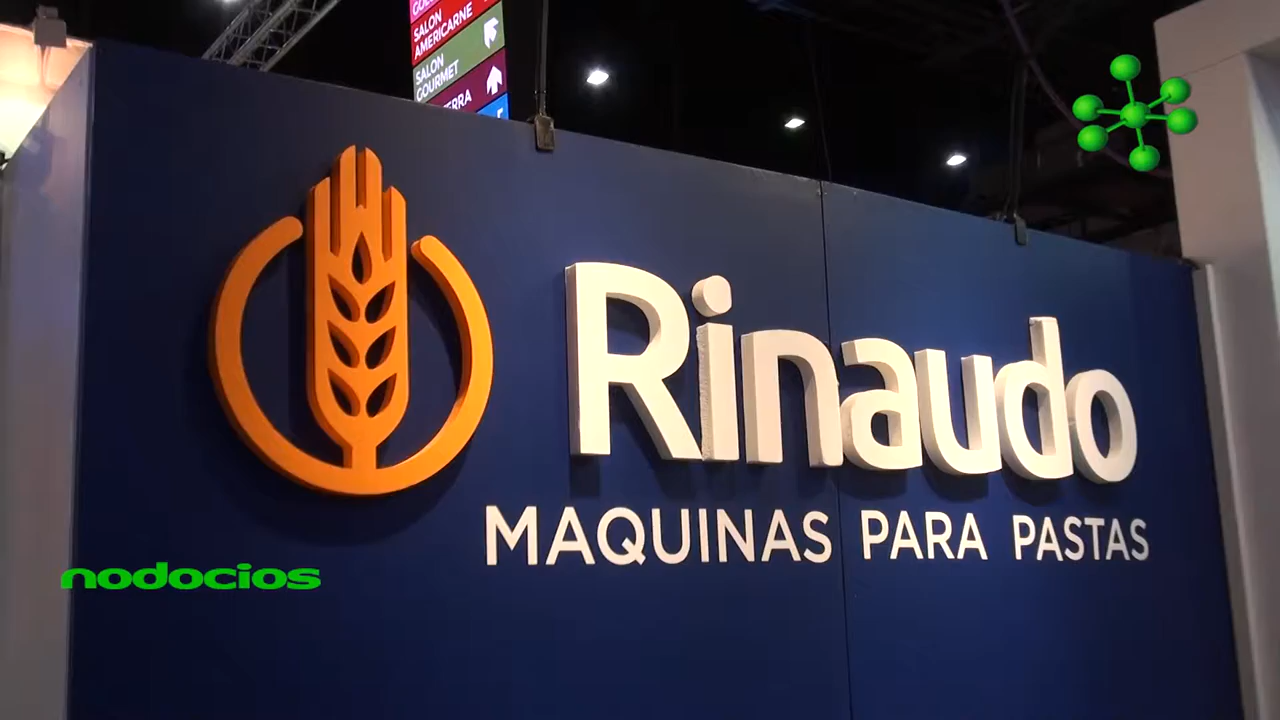 SALON
AMERICARNE
SALON
GOURMET
Rinaudo
MAQUINAS PARA PASTAS
nodocios